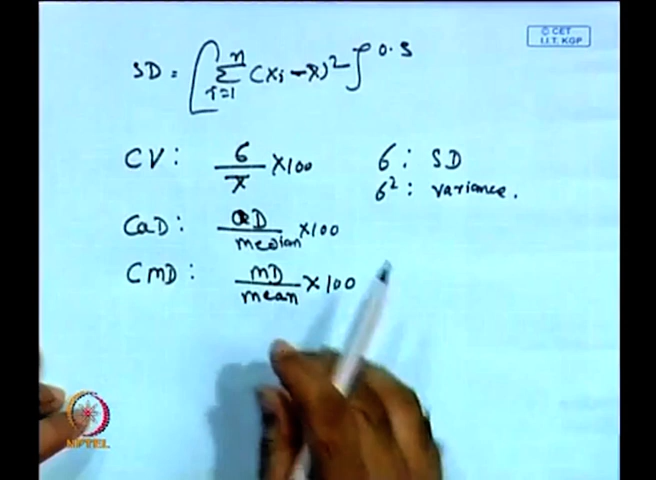 © CET
I.I.T. KGP
SD = [ n∑i=1 (xi - x̄)² ]^0.5
CV : σ/x̄ × 100
σ : SD
σ² : variance.
CQD : QD/median × 100
CMD : MD/mean × 100
NPTEL